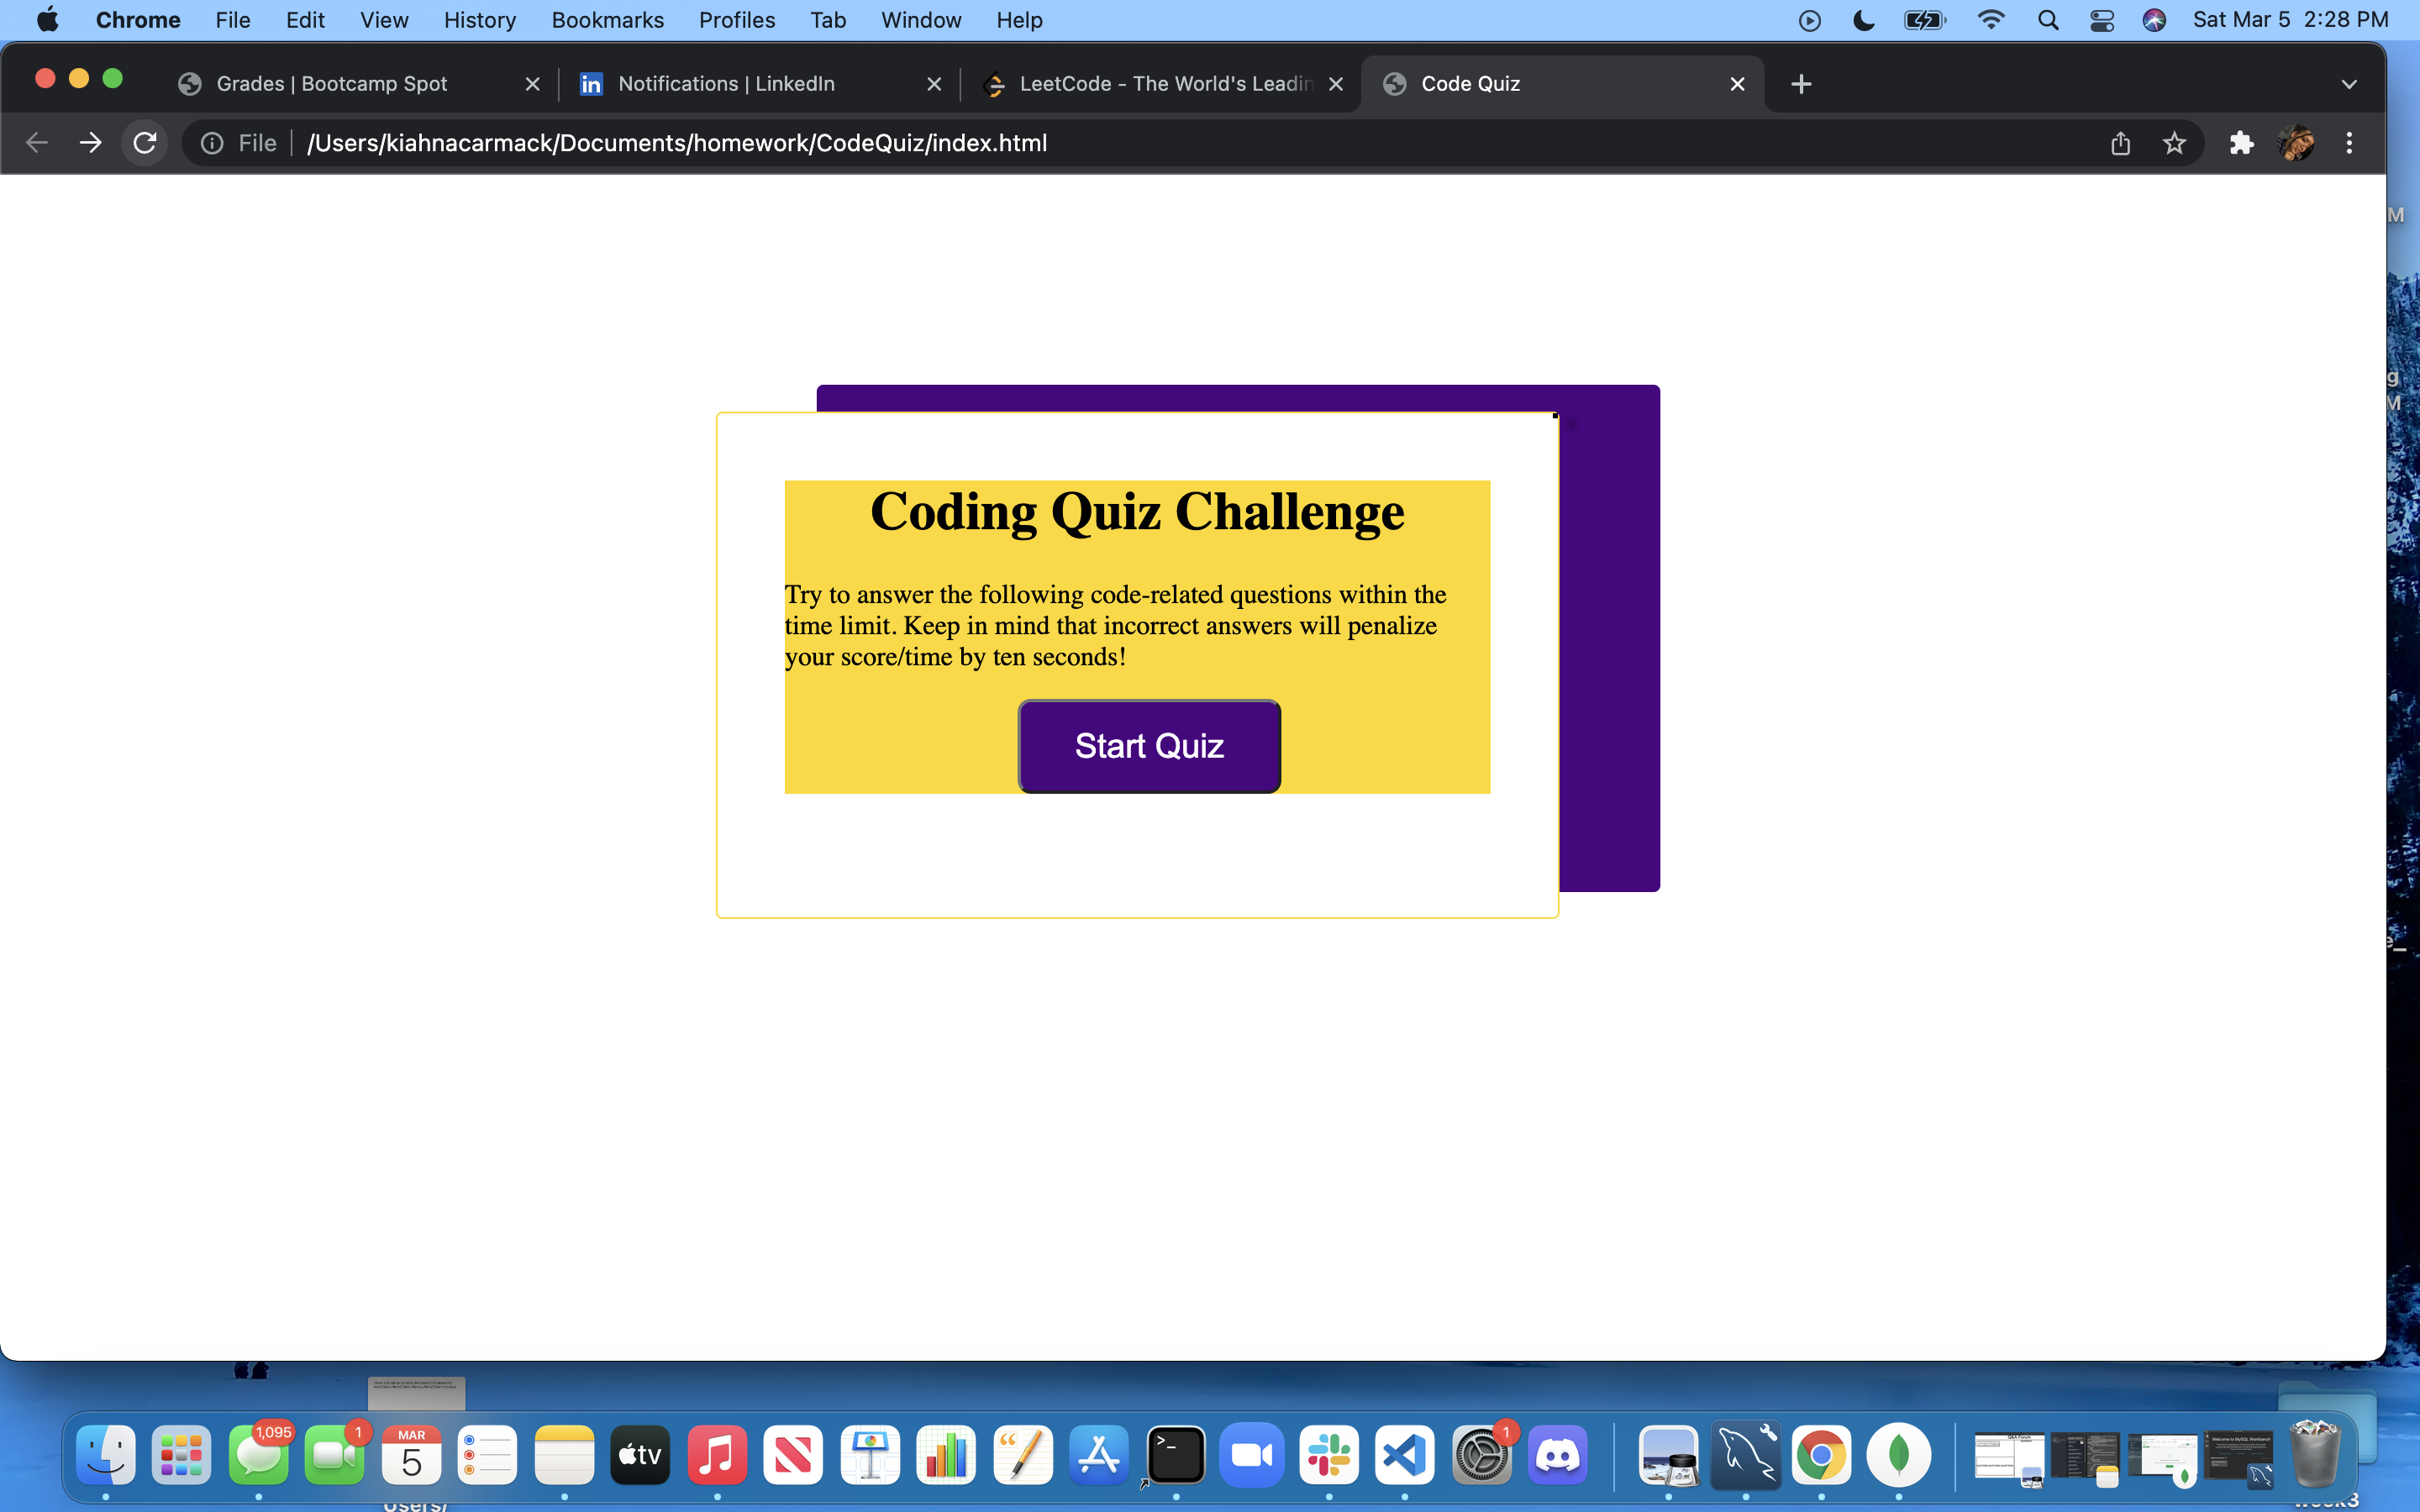 Chrome File Edit View History Bookmarks Profiles Tab Window Help Sat Mar 5 2:28 PM
Grades | Bootcamp Spot Notifications | LinkedIn LeetCode - The World's Leadin Code Quiz
File /Users/kiahnacarmack/Documents/homework/CodeQuiz/index.html
M
g
M
Coding Quiz Challenge
Try to answer the following code-related questions within the
time limit. Keep in mind that incorrect answers will penalize
your score/time by ten seconds!
Start Quiz
e_
1,095 1 MAR 5 tv 1
Users/ week3